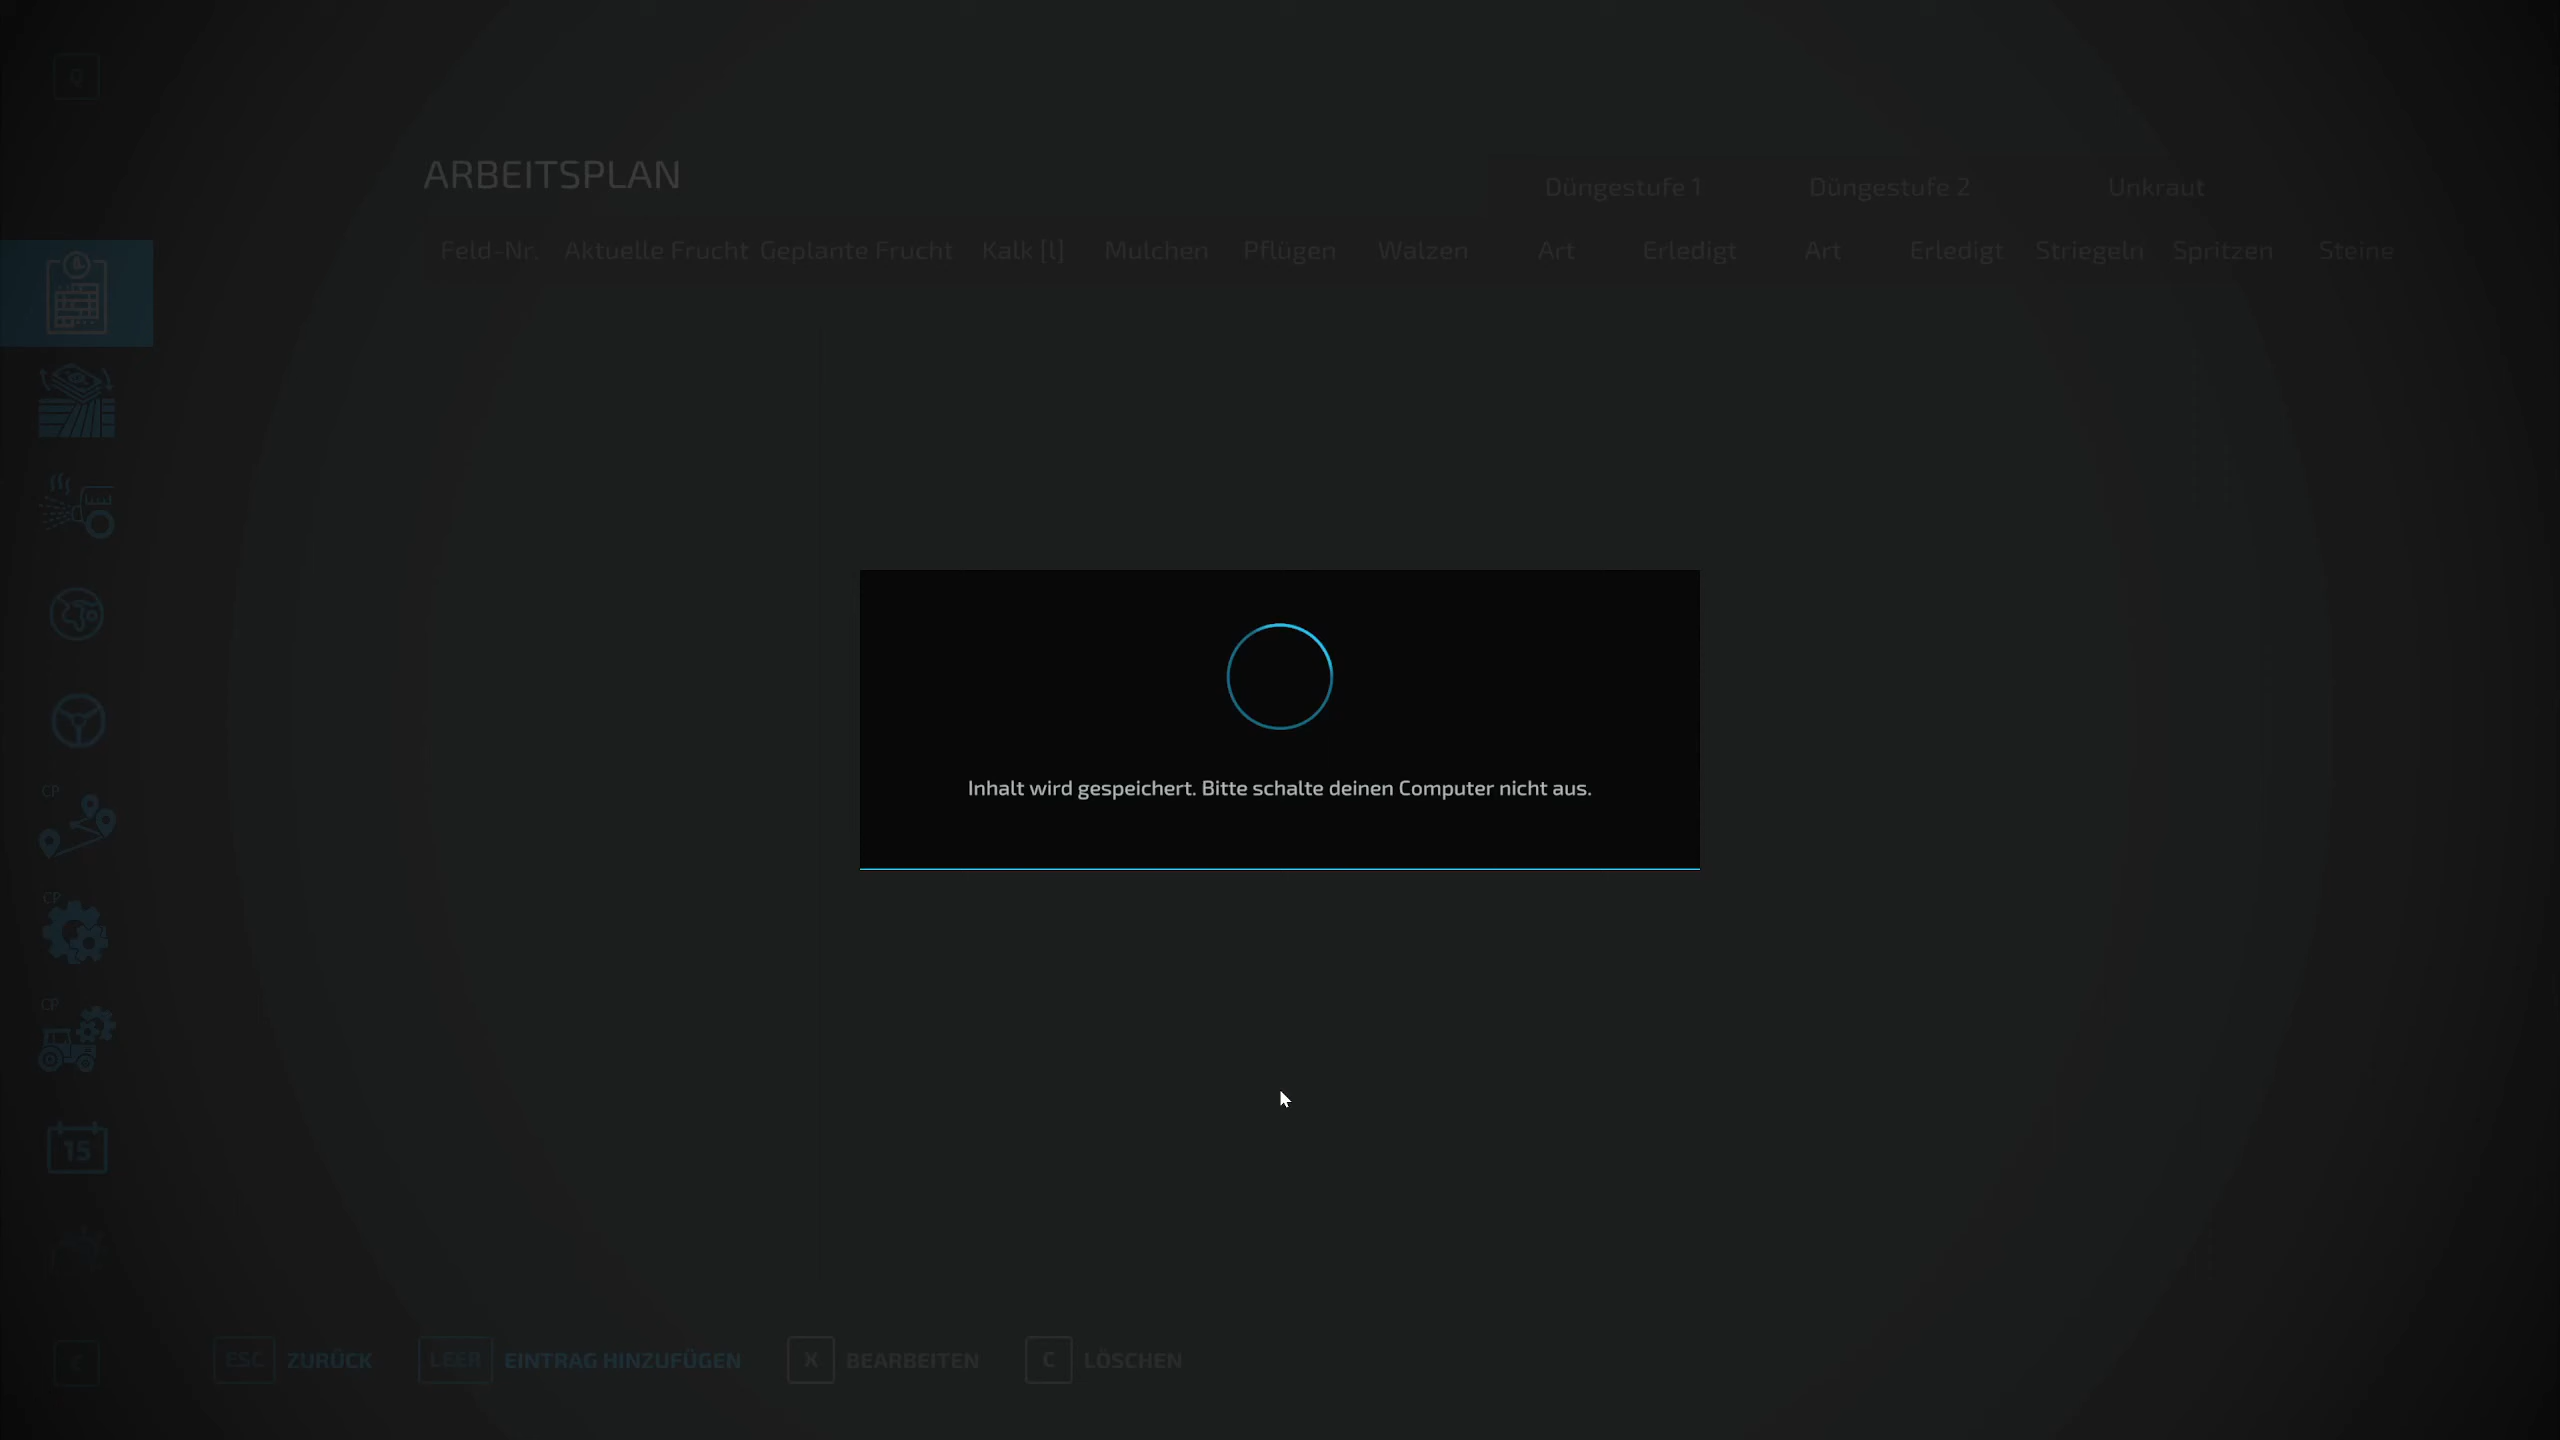 Q
ARBEITSPLAN
Düngestufe 1 Düngestufe 2 Unkraut
Feld-Nr. Aktuelle Frucht Geplante Frucht Kalk [l] Mulchen Pflügen Walzen Art Erledigt Art Erledigt Striegeln Spritzen Steine
Inhalt wird gespeichert. Bitte schalte deinen Computer nicht aus.
CP
CP
CP
15
ESC ZURÜCK LEER EINTRAG HINZUFÜGEN X BEARBEITEN C LÖSCHEN